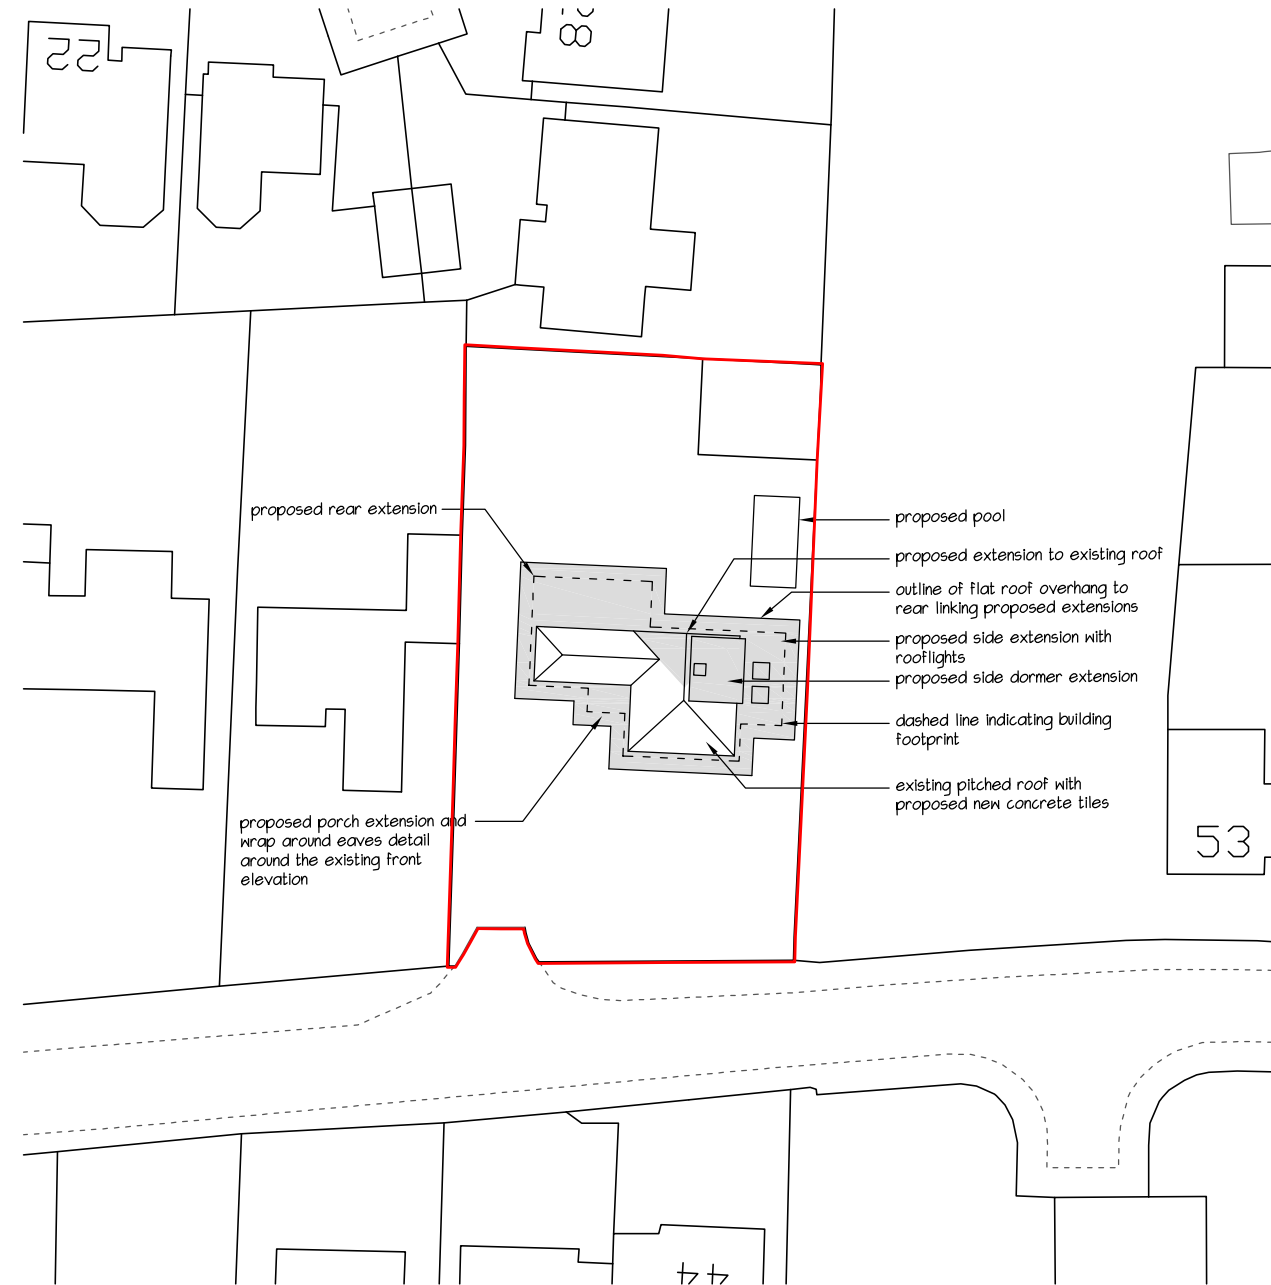 22
8
proposed rear extension
proposed pool
proposed extension to existing roof
outline of flat roof overhang to
rear linking proposed extensions
proposed side extension with
rooflights
proposed side dormer extension
dashed line indicating building
footprint
existing pitched roof with
proposed new concrete tiles
proposed porch extension and
wrap around eaves detail
around the existing front
elevation
53
44